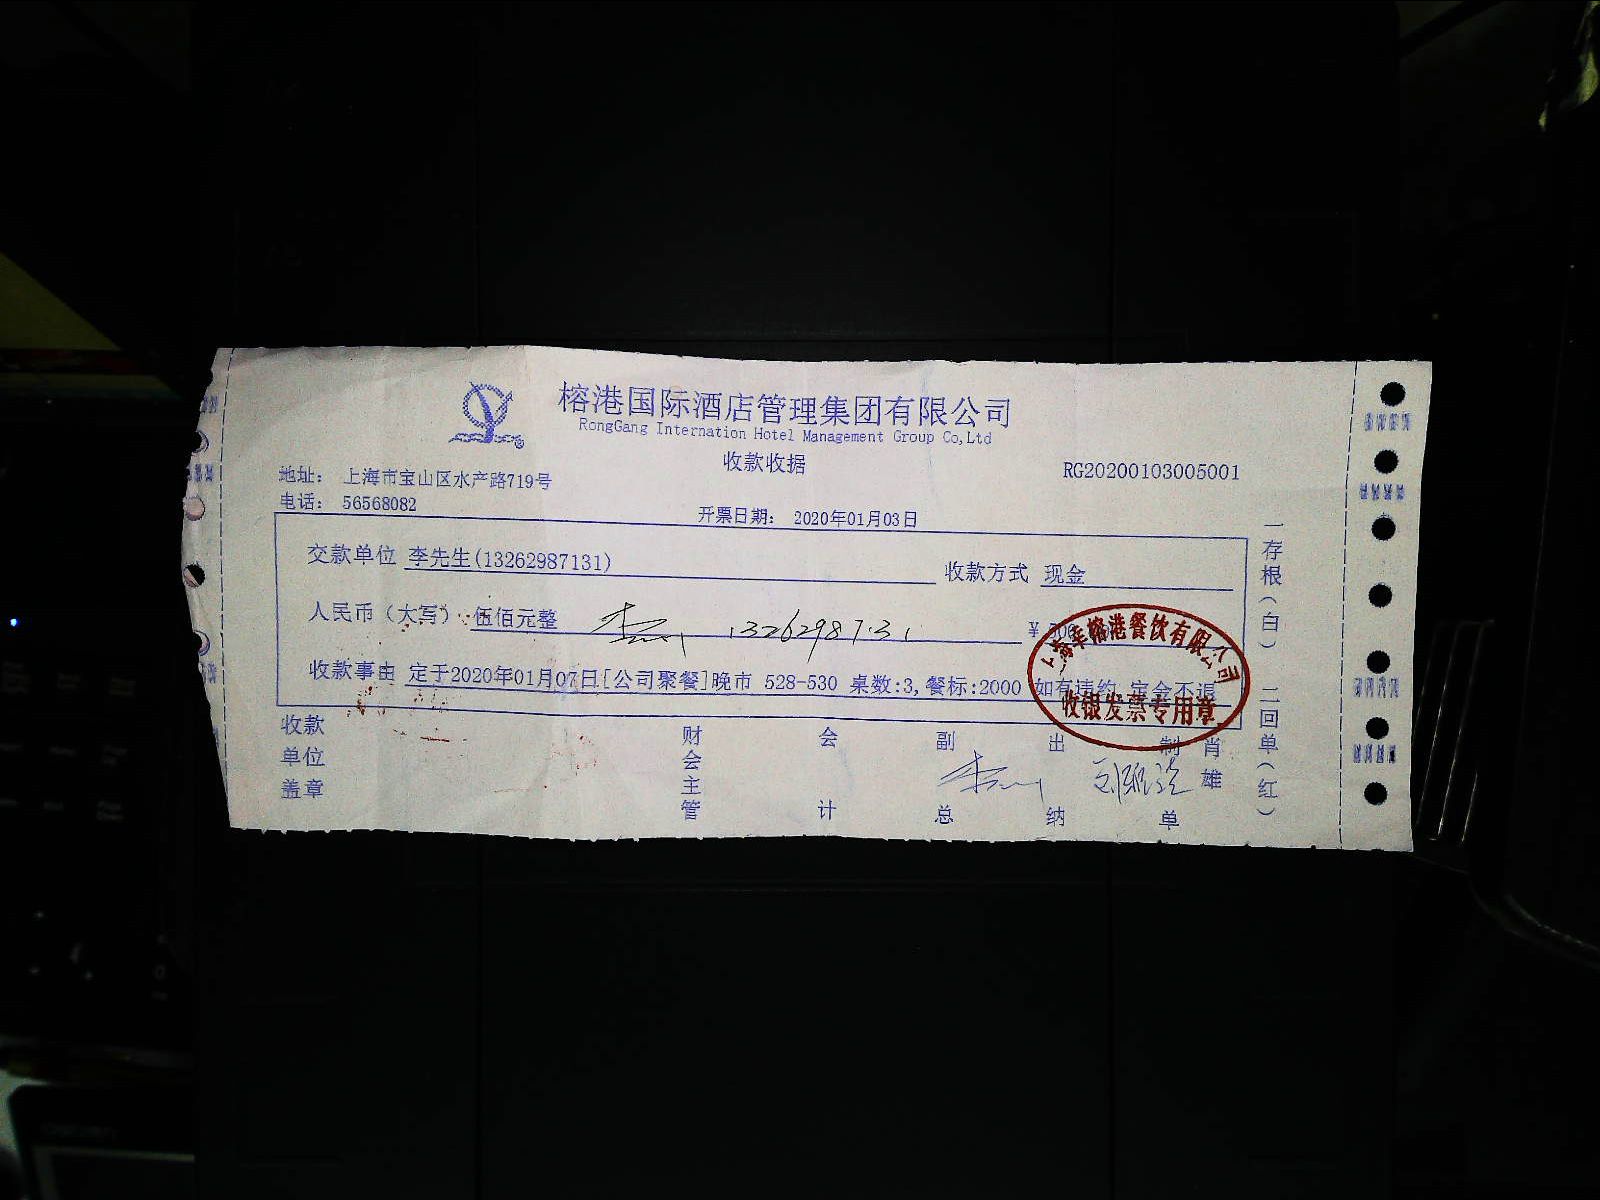 榕港国际酒店管理集团有限公司
RongGang Internation Hotel Management Group Co,Ltd
收款收据
RG20200103005001
地址： 上海市宝山区水产路719号
电话： 56568082
开票日期： 2020年01月03日
交款单位 李先生(13262987131) 收款方式 现金
人民币（大写）：伍佰元整 13262987131 ¥
收款事由 定于2020年01月07日[公司聚餐]晚市 528-530 桌数:3,餐标:2000 如有违约 定金不退
榕港餐饮有限公司
收银发票专用章
收款单位盖章
财会主管
会计
副总
出纳
制单
肖雄
一存根（白） 二回单（红）